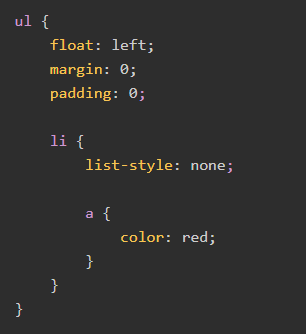 ul {
    float: left;
    margin: 0;
    padding: 0;

    li {
        list-style: none;

        a {
            color: red;
        }
    }
}